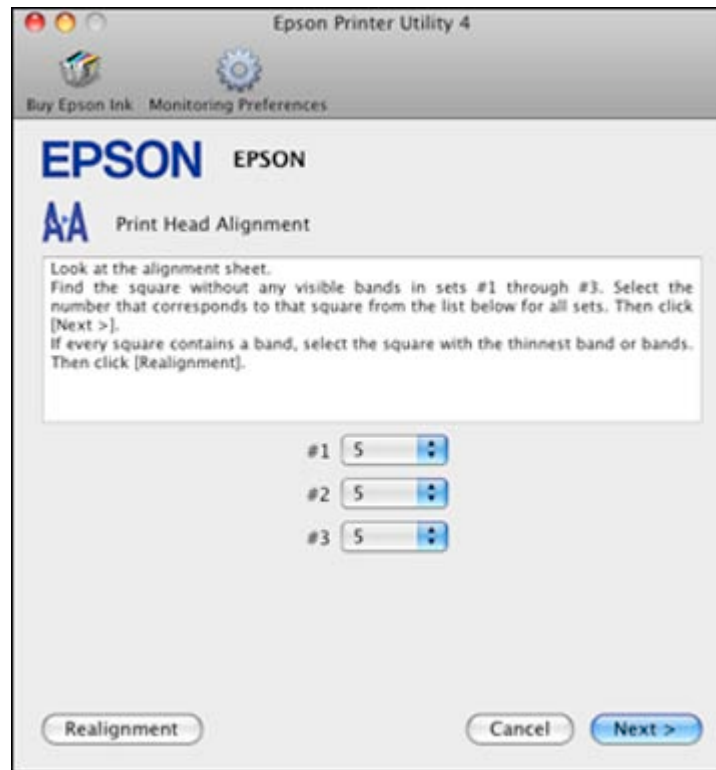 Epson Printer Utility 4
Buy Epson Ink Monitoring Preferences
EPSON EPSON
A A Print Head Alignment
Look at the alignment sheet.
Find the square without any visible bands in sets #1 through #3. Select the
number that corresponds to that square from the list below for all sets. Then click
[Next >].
If every square contains a band, select the square with the thinnest band or bands.
Then click [Realignment].
#1 5
#2 5
#3 5
Realignment Cancel Next >